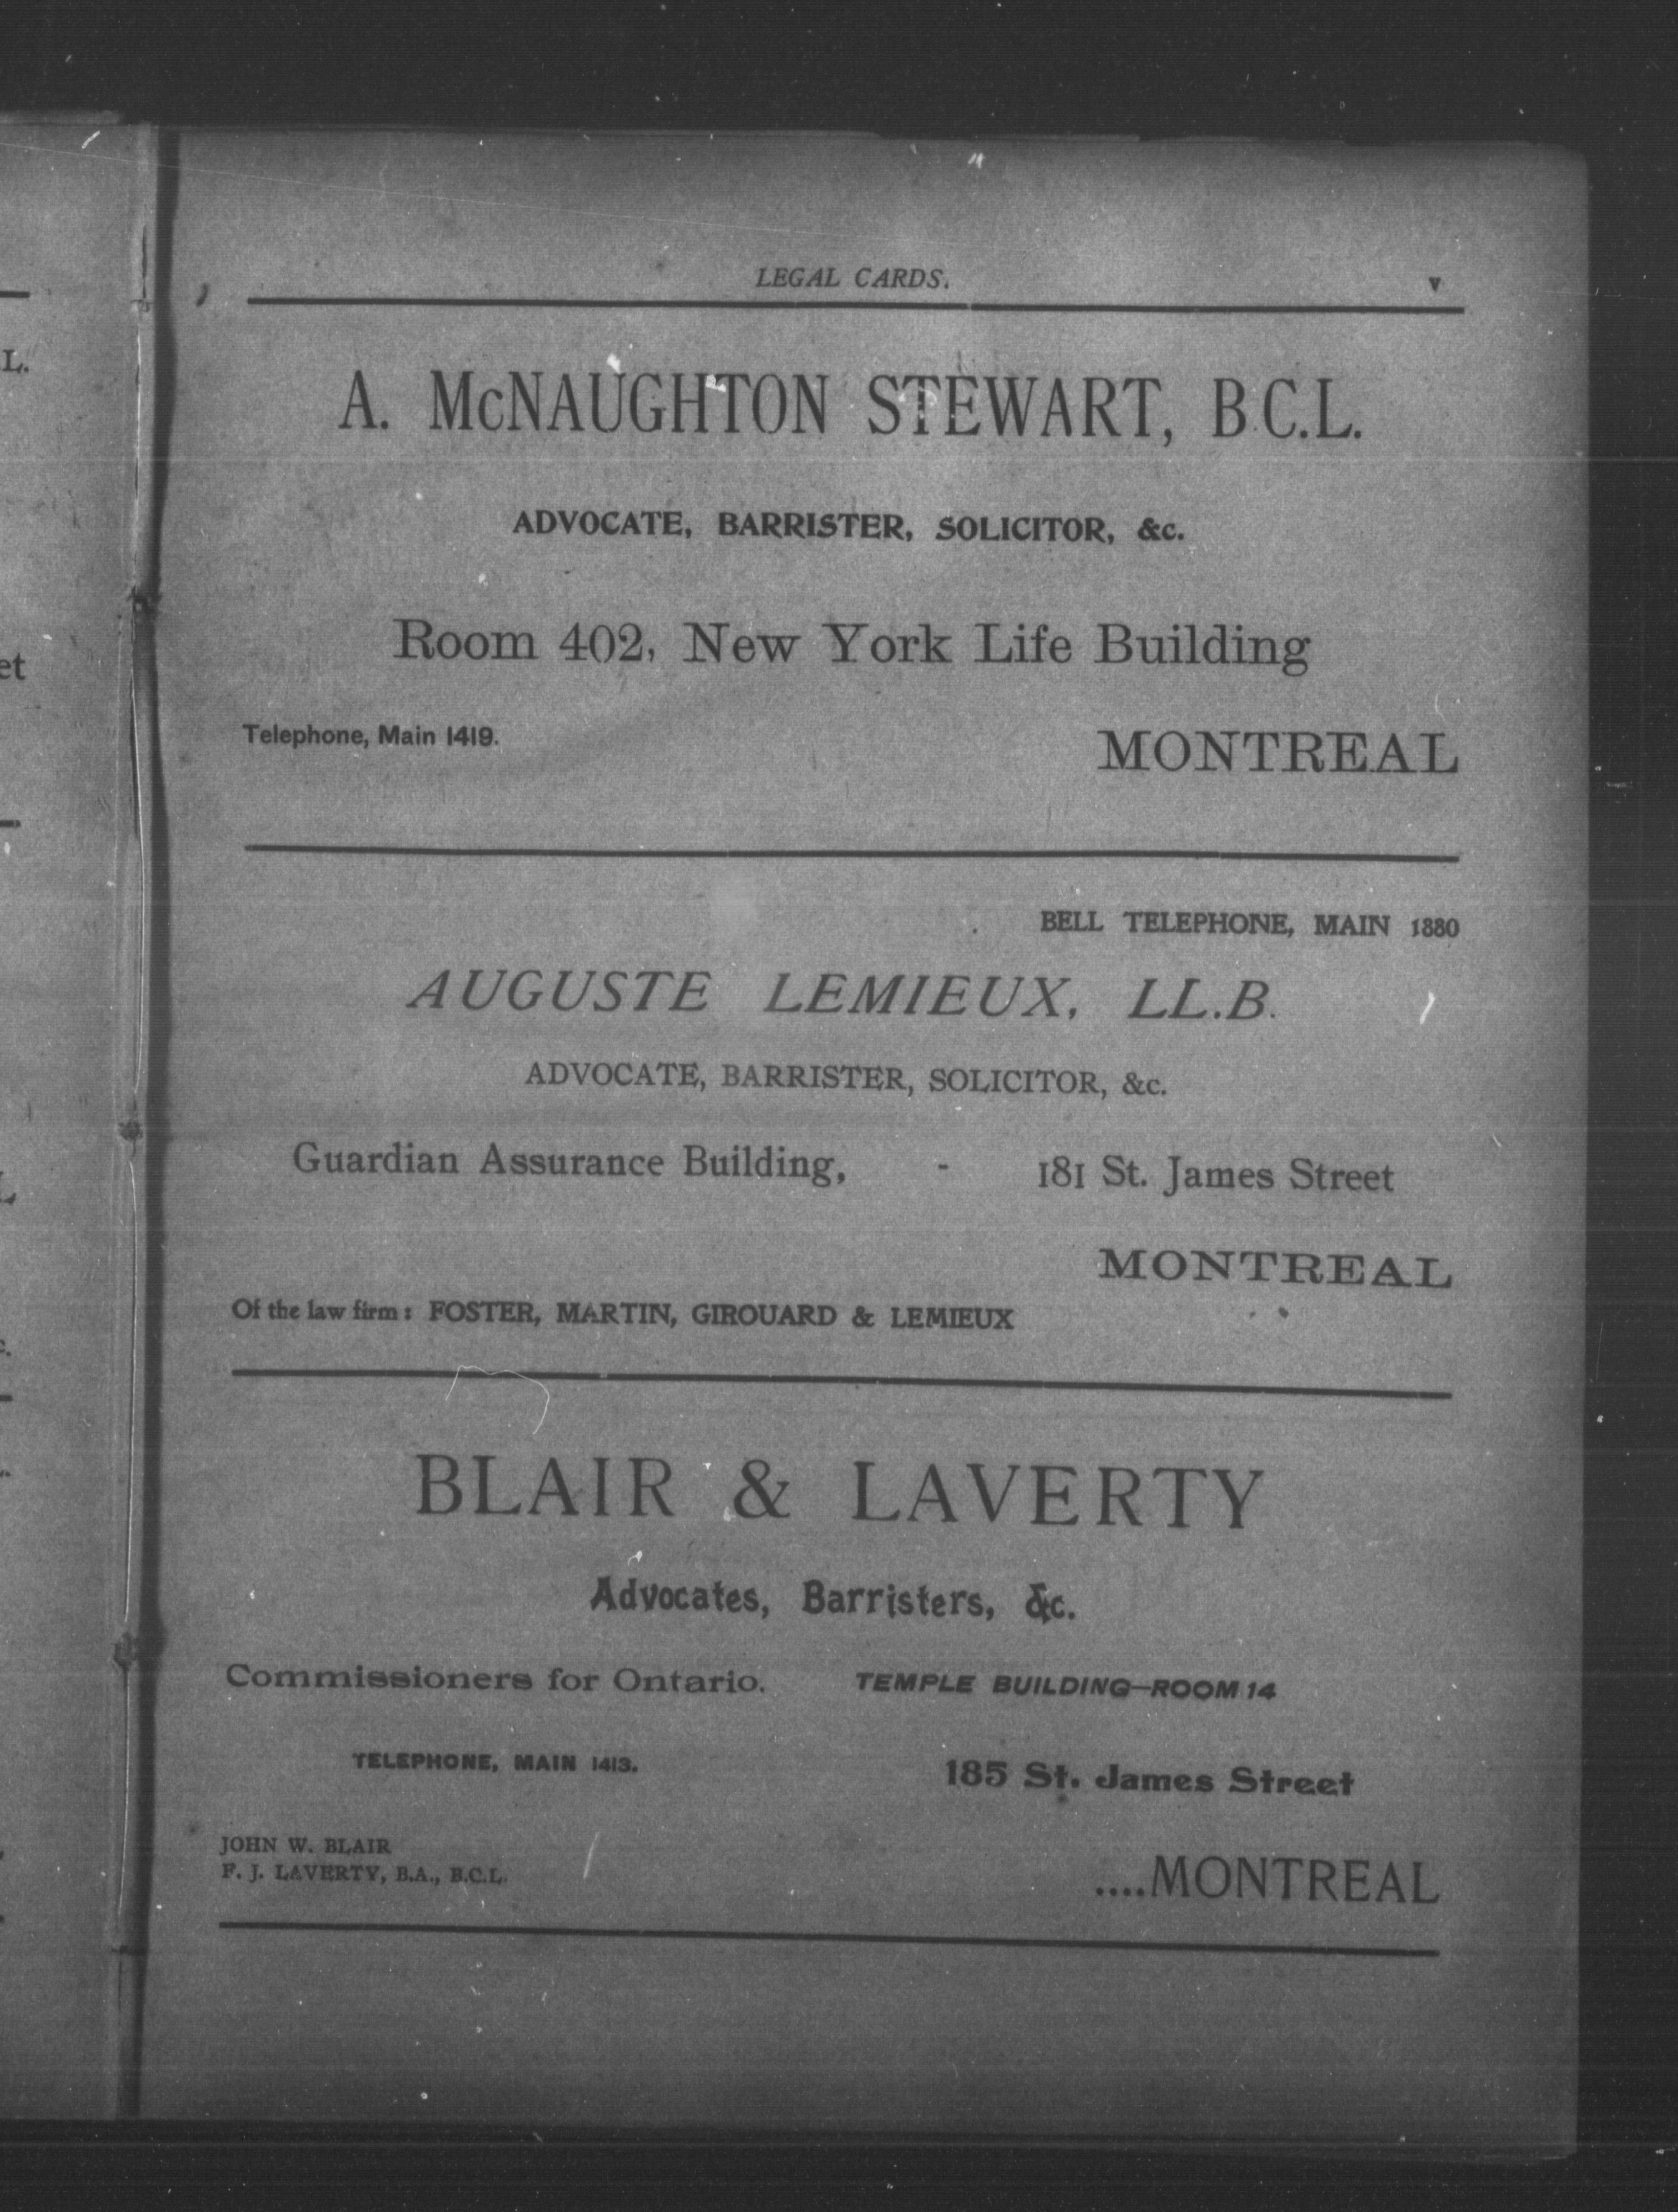 LEGAL CARDS. v
A. McNAUGHTON STEWART, B.C.L.
ADVOCATE, BARRISTER, SOLICITOR, &c.
Room 402, New York Life Building
Telephone, Main 1419. MONTREAL
BELL TELEPHONE, MAIN 1880
AUGUSTE LEMIEUX, LL.B.
ADVOCATE, BARRISTER, SOLICITOR, &c.
Guardian Assurance Building, - 181 St. James Street
MONTREAL
Of the law firm: FOSTER, MARTIN, GIROUARD & LEMIEUX
BLAIR & LAVERTY
Advocates, Barristers, &c.
Commissioners for Ontario. TEMPLE BUILDING—ROOM 14
TELEPHONE, MAIN 1413. 185 St. James Street
JOHN W. BLAIR
F. J. LAVERTY, B.A., B.C.L.
....MONTREAL